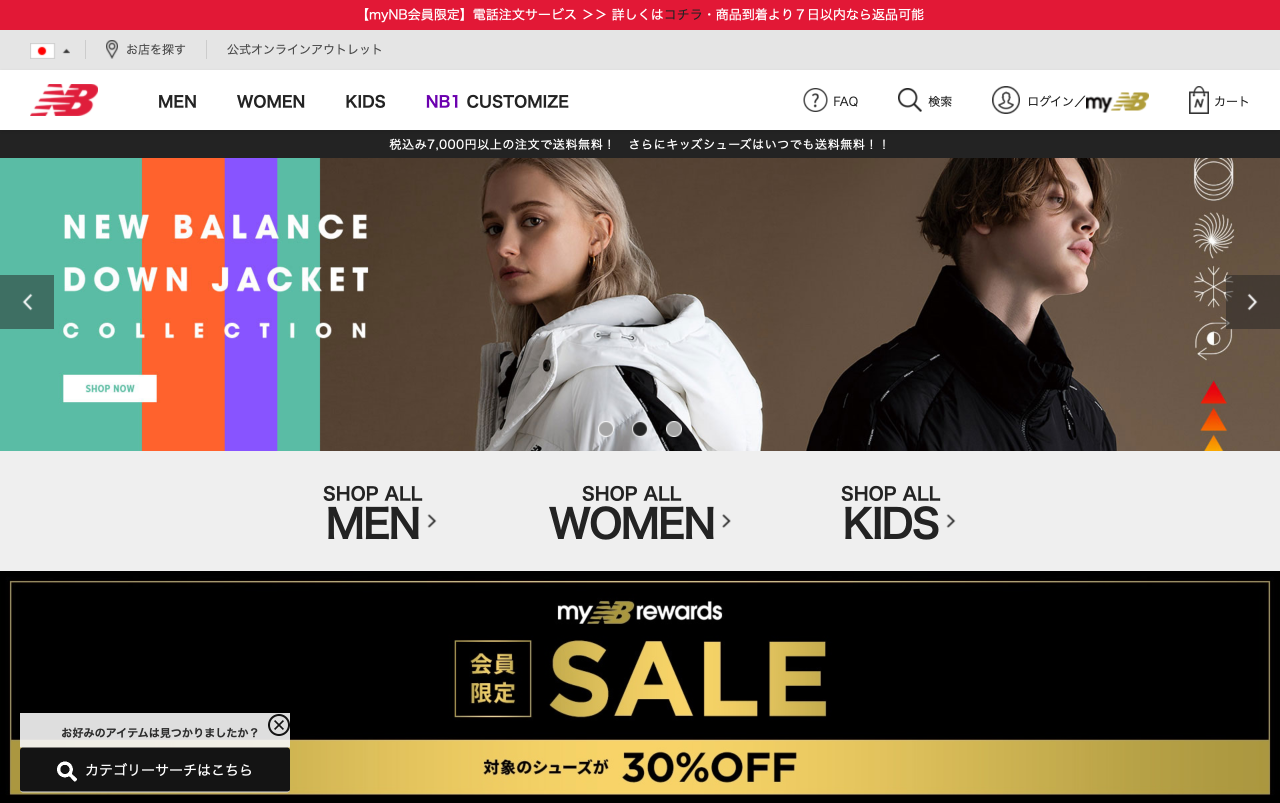 【myNB会員限定】電話注文サービス ＞＞ 詳しくはコチラ・商品到着より７日以内なら返品可能
お店を探す
公式オンラインアウトレット
NB
MEN
WOMEN
KIDS
NB1 CUSTOMIZE
FAQ
検索
ログイン／myNB
N
カート
税込み7,000円以上の注文で送料無料！　さらにキッズシューズはいつでも送料無料！！
NEW BALANCE
DOWN JACKET
COLLECTION
SHOP NOW
SHOP ALL
MEN
SHOP ALL
WOMEN
SHOP ALL
KIDS
myNB rewards
会員
限定
SALE
対象のシューズが 30%OFF
お好みのアイテムは見つかりましたか？
カテゴリーサーチはこちら